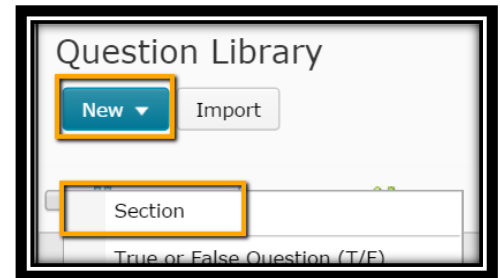 Question Library
New Import
Section
True or False Question (T/F)